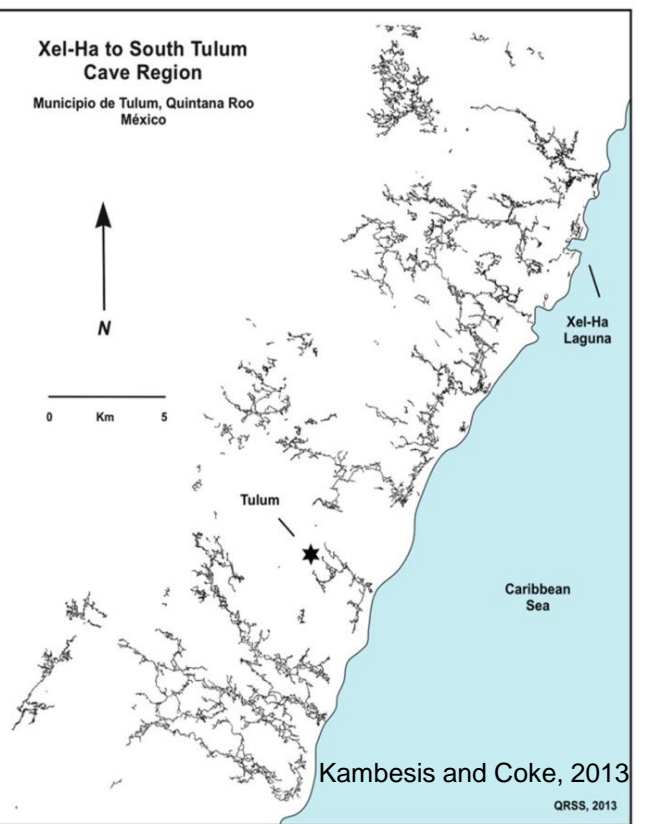 Xel-Ha to South Tulum
Cave Region
Municipio de Tulum, Quintana Roo
México
N
0 Km 5
Xel-Ha
Laguna
Tulum
Caribbean
Sea
Kambesis and Coke, 2013
QRSS, 2013